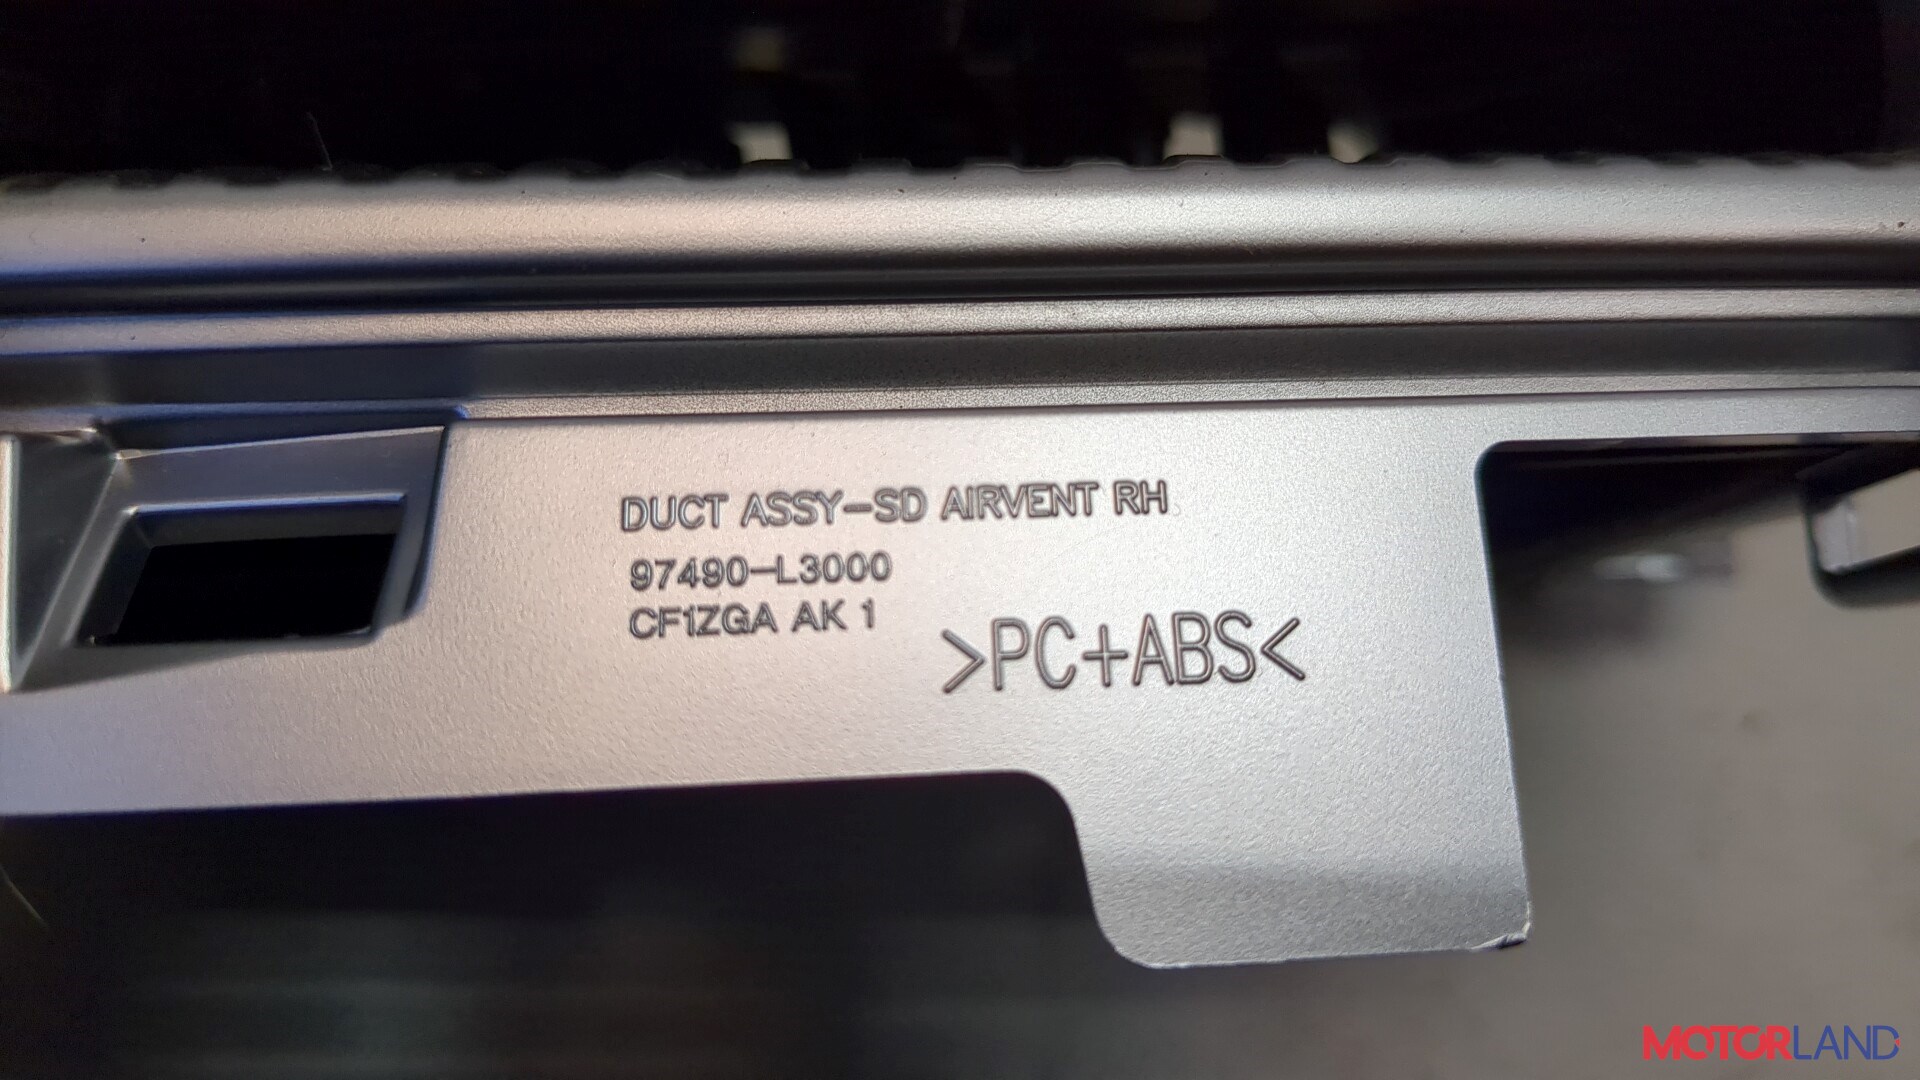 DUCT ASSY-SD AIRVENT RH
97490-L3000
CF1ZGA AK 1
>PC+ABS<
MOTORLAND